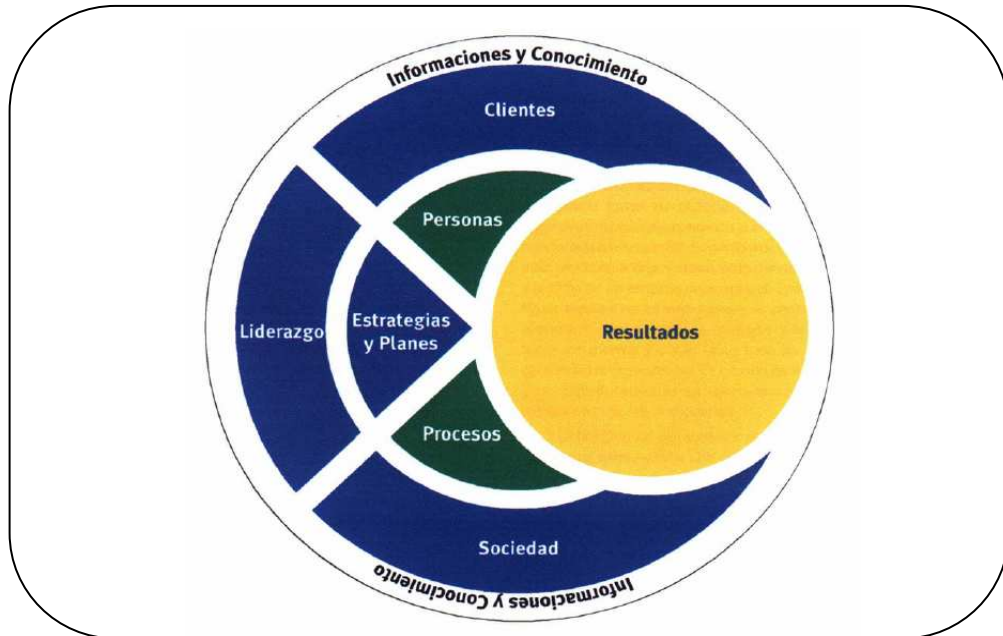 Informaciones y Conocimiento
Clientes
Personas
Liderazgo
Estrategias
y Planes
Resultados
Procesos
Sociedad
Informaciones y Conocimiento